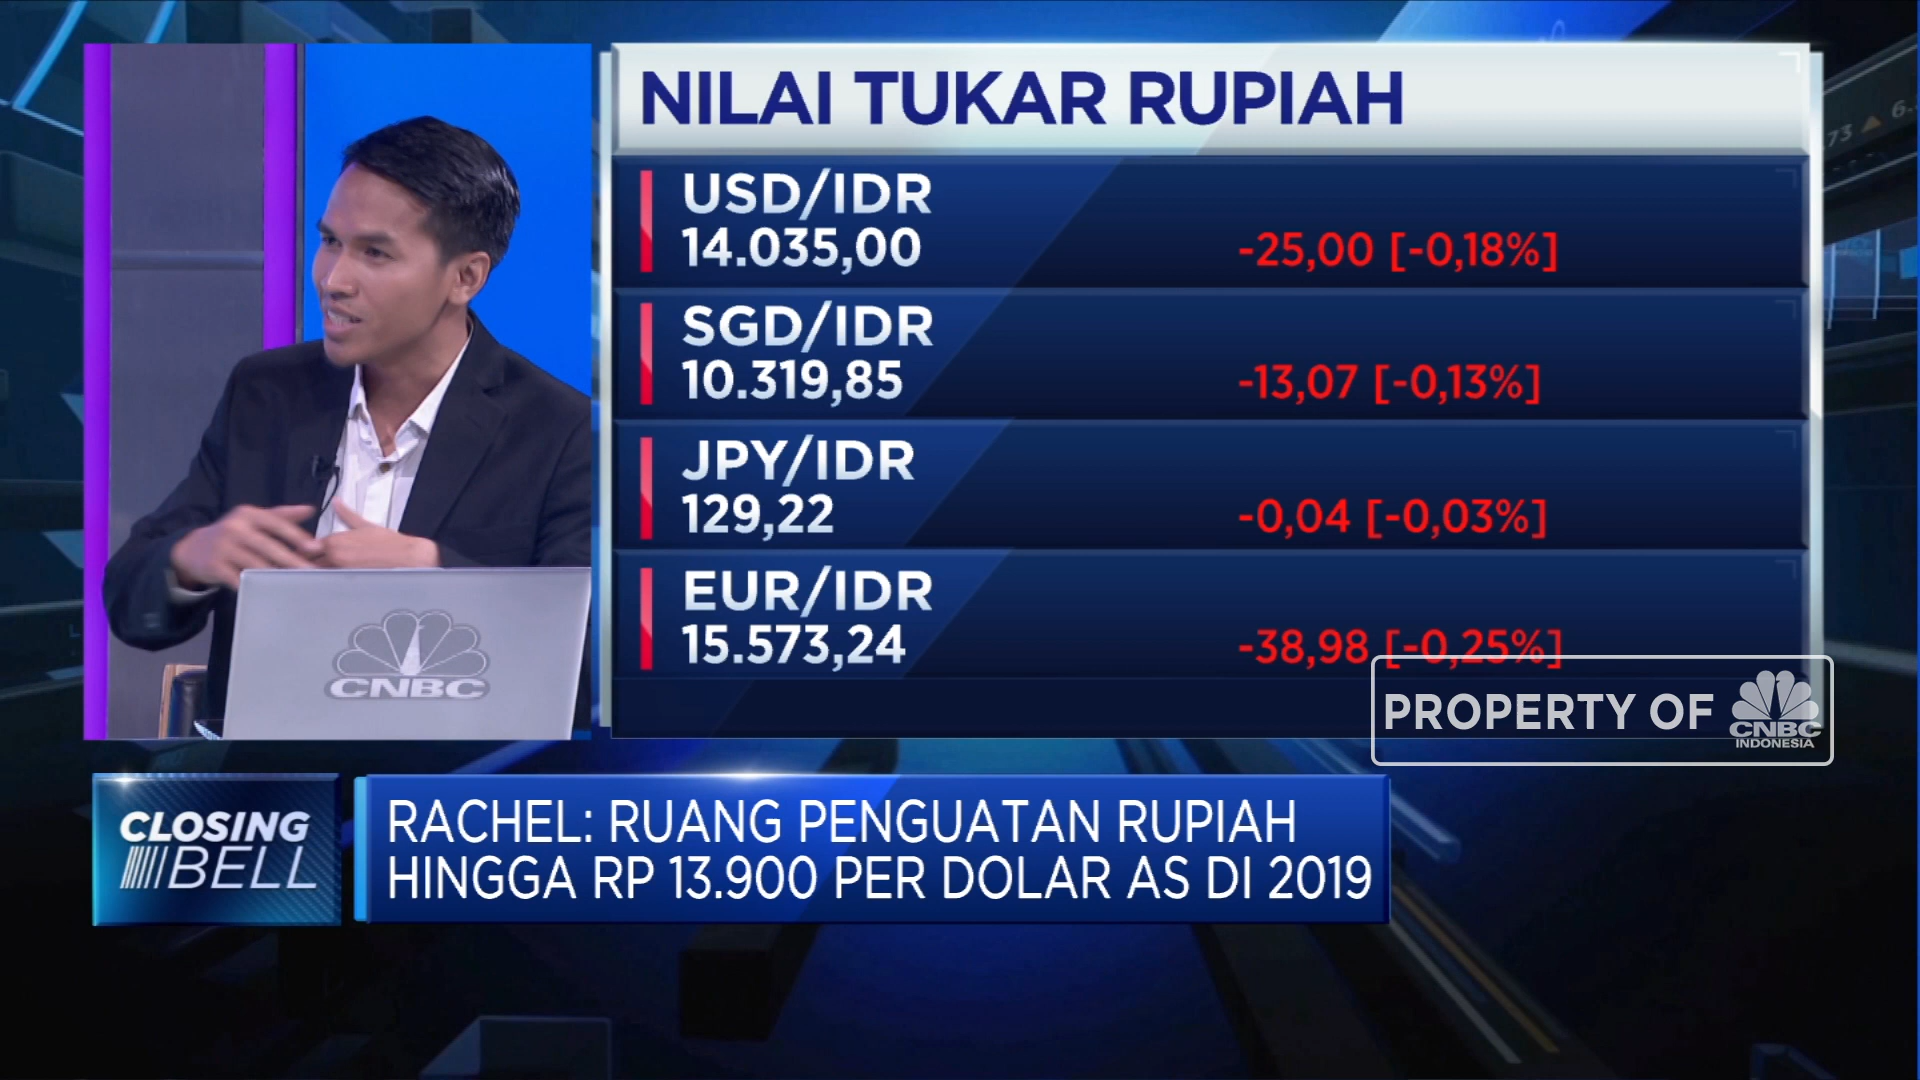 NILAI TUKAR RUPIAH
USD/IDR
14.035,00 -25,00 [-0,18%]
SGD/IDR
10.319,85 -13,07 [-0,13%]
JPY/IDR
129,22 -0,04 [-0,03%]
EUR/IDR
15.573,24 -38,98 [-0,25%]
PROPERTY OF CNBC
INDONESIA
CNBC
CLOSING
BELL
RACHEL: RUANG PENGUATAN RUPIAH
HINGGA RP 13.900 PER DOLAR AS DI 2019